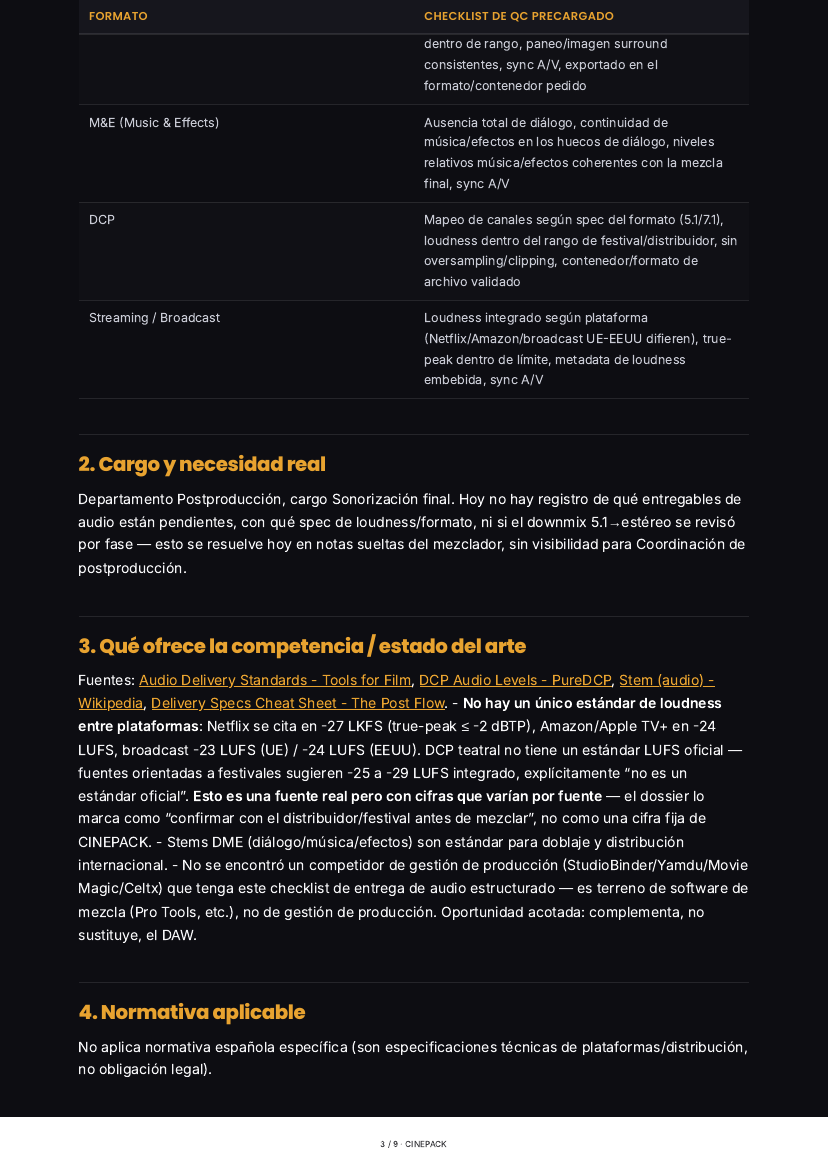 FORMATO CHECKLIST DE QC PRECARGADO
dentro de rango, paneo/imagen surround
consistentes, sync A/V, exportado en el
formato/contenedor pedido
M&E (Music & Effects) Ausencia total de diálogo, continuidad de
música/efectos en los huecos de diálogo, niveles
relativos música/efectos coherentes con la mezcla
final, sync A/V
DCP Mapeo de canales según spec del formato (5.1/7.1),
loudness dentro del rango de festival/distribuidor, sin
oversampling/clipping, contenedor/formato de
archivo validado
Streaming / Broadcast Loudness integrado según plataforma
(Netflix/Amazon/broadcast UE-EEUU difieren), true-
peak dentro de límite, metadata de loudness
embebida, sync A/V
2. Cargo y necesidad real
Departamento Postproducción, cargo Sonorización final. Hoy no hay registro de qué entregables de
audio están pendientes, con qué spec de loudness/formato, ni si el downmix 5.1→estéreo se revisó
por fase — esto se resuelve hoy en notas sueltas del mezclador, sin visibilidad para Coordinación de
postproducción.
3. Qué ofrece la competencia / estado del arte
Fuentes: Audio Delivery Standards - Tools for Film, DCP Audio Levels - PureDCP, Stem (audio) -
Wikipedia, Delivery Specs Cheat Sheet - The Post Flow. - No hay un único estándar de loudness
entre plataformas: Netflix se cita en -27 LKFS (true-peak ≤ -2 dBTP), Amazon/Apple TV+ en -24
LUFS, broadcast -23 LUFS (UE) / -24 LUFS (EEUU). DCP teatral no tiene un estándar LUFS oficial —
fuentes orientadas a festivales sugieren -25 a -29 LUFS integrado, explícitamente “no es un
estándar oficial”. Esto es una fuente real pero con cifras que varían por fuente — el dossier lo
marca como “confirmar con el distribuidor/festival antes de mezclar”, no como una cifra fija de
CINEPACK. - Stems DME (diálogo/música/efectos) son estándar para doblaje y distribución
internacional. - No se encontró un competidor de gestión de producción (StudioBinder/Yamdu/Movie
Magic/Celtx) que tenga este checklist de entrega de audio estructurado — es terreno de software de
mezcla (Pro Tools, etc.), no de gestión de producción. Oportunidad acotada: complementa, no
sustituye, el DAW.
4. Normativa aplicable
No aplica normativa española específica (son especificaciones técnicas de plataformas/distribución,
no obligación legal).
3 / 9 · CINEPACK